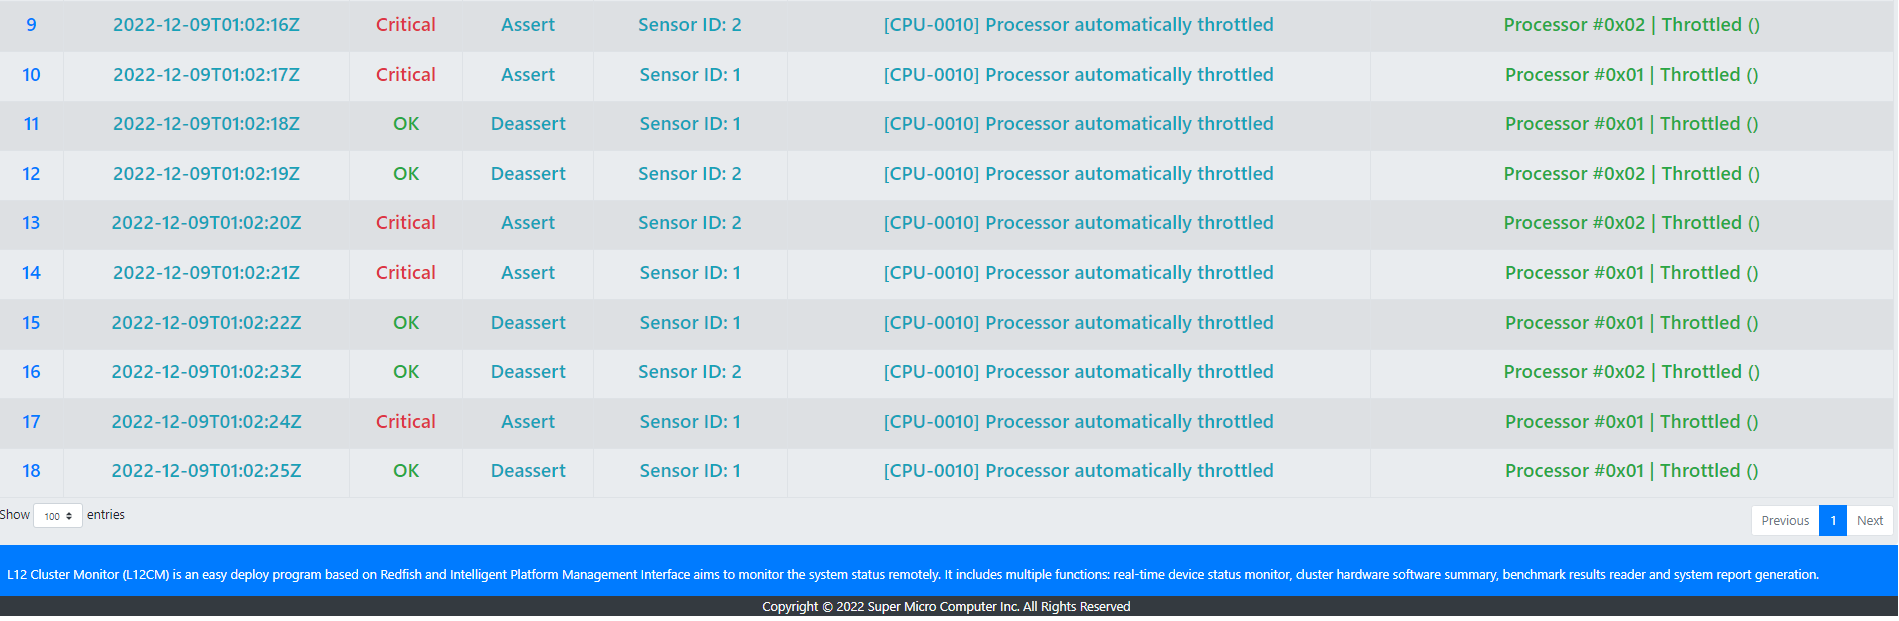 9 2022-12-09T01:02:16Z Critical Assert Sensor ID: 2 [CPU-0010] Processor automatically throttled Processor #0x02 | Throttled ()
10 2022-12-09T01:02:17Z Critical Assert Sensor ID: 1 [CPU-0010] Processor automatically throttled Processor #0x01 | Throttled ()
11 2022-12-09T01:02:18Z OK Deassert Sensor ID: 1 [CPU-0010] Processor automatically throttled Processor #0x01 | Throttled ()
12 2022-12-09T01:02:19Z OK Deassert Sensor ID: 2 [CPU-0010] Processor automatically throttled Processor #0x02 | Throttled ()
13 2022-12-09T01:02:20Z Critical Assert Sensor ID: 2 [CPU-0010] Processor automatically throttled Processor #0x02 | Throttled ()
14 2022-12-09T01:02:21Z Critical Assert Sensor ID: 1 [CPU-0010] Processor automatically throttled Processor #0x01 | Throttled ()
15 2022-12-09T01:02:22Z OK Deassert Sensor ID: 1 [CPU-0010] Processor automatically throttled Processor #0x01 | Throttled ()
16 2022-12-09T01:02:23Z OK Deassert Sensor ID: 2 [CPU-0010] Processor automatically throttled Processor #0x02 | Throttled ()
17 2022-12-09T01:02:24Z Critical Assert Sensor ID: 1 [CPU-0010] Processor automatically throttled Processor #0x01 | Throttled ()
18 2022-12-09T01:02:25Z OK Deassert Sensor ID: 1 [CPU-0010] Processor automatically throttled Processor #0x01 | Throttled ()
Show 100 entries
Previous 1 Next
L12 Cluster Monitor (L12CM) is an easy deploy program based on Redfish and Intelligent Platform Management Interface aims to monitor the system status remotely. It includes multiple functions: real-time device status monitor, cluster hardware software summary, benchmark results reader and system report generation.
Copyright © 2022 Super Micro Computer Inc. All Rights Reserved